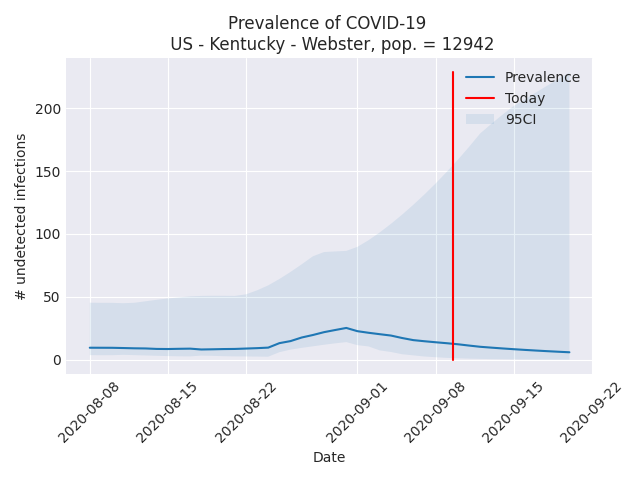 Prevalence of COVID-19
US - Kentucky - Webster, pop. = 12942
Prevalence
Today
95CI
# undetected infections
200
150
100
50
0
2020-08-08
2020-08-15
2020-08-22
2020-09-01
2020-09-08
2020-09-15
2020-09-22
Date